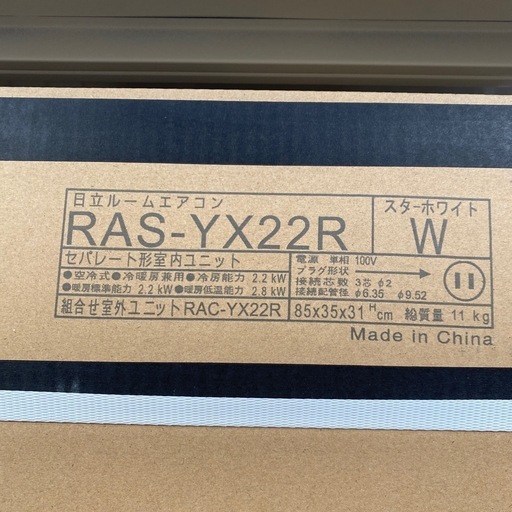 日立ルームエアコン
RAS-YX22R
スターホワイト
W
セパレート形室内ユニット
●空冷式●冷暖房兼用●冷房能力 2.2 kW
●暖房標準能力 2.2 kW●暖房低温能力 2.8 kW
電源 単相 100V
プラグ形状
接続芯数 3芯 φ2
接続配管径 φ6.35 φ9.52
組合せ室外ユニットRAC-YX22R
85x35x31 H cm 総質量 11 kg
Made in China